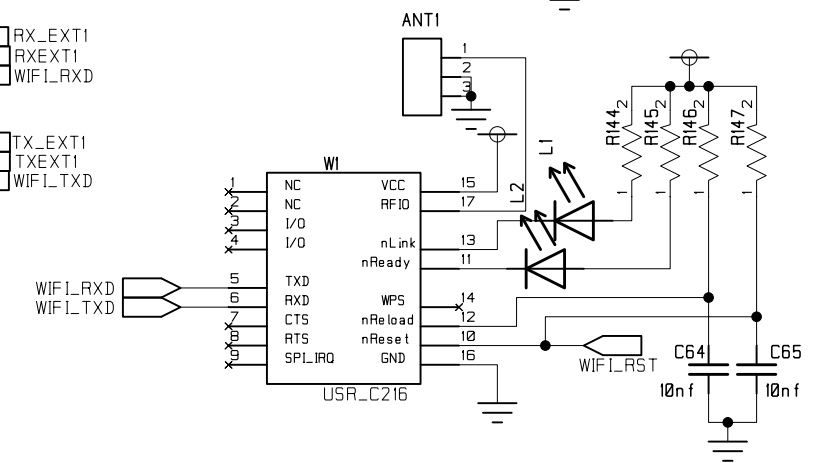 ANT1
RX_EXT1
RXEXT1
WIFI_RXD
1
2
3
TX_EXT1
TXEXT1
WIFI_TXD
R144 2 1
R145 2 1
R146 2 1
R147 2 1
L1
L2
W1
1 NC VCC 15
2 NC RFIO 17
3 I/O
4 I/O nLink 13
nReady 11
WIFI_RXD 5 TXD
WIFI_TXD 6 RXD WPS 14
7 CTS nReload 12
8 RTS nReset 10
9 SPI_IRQ GND 16
WIFI_RST
USR_C216
C64
10nf
C65
10nf